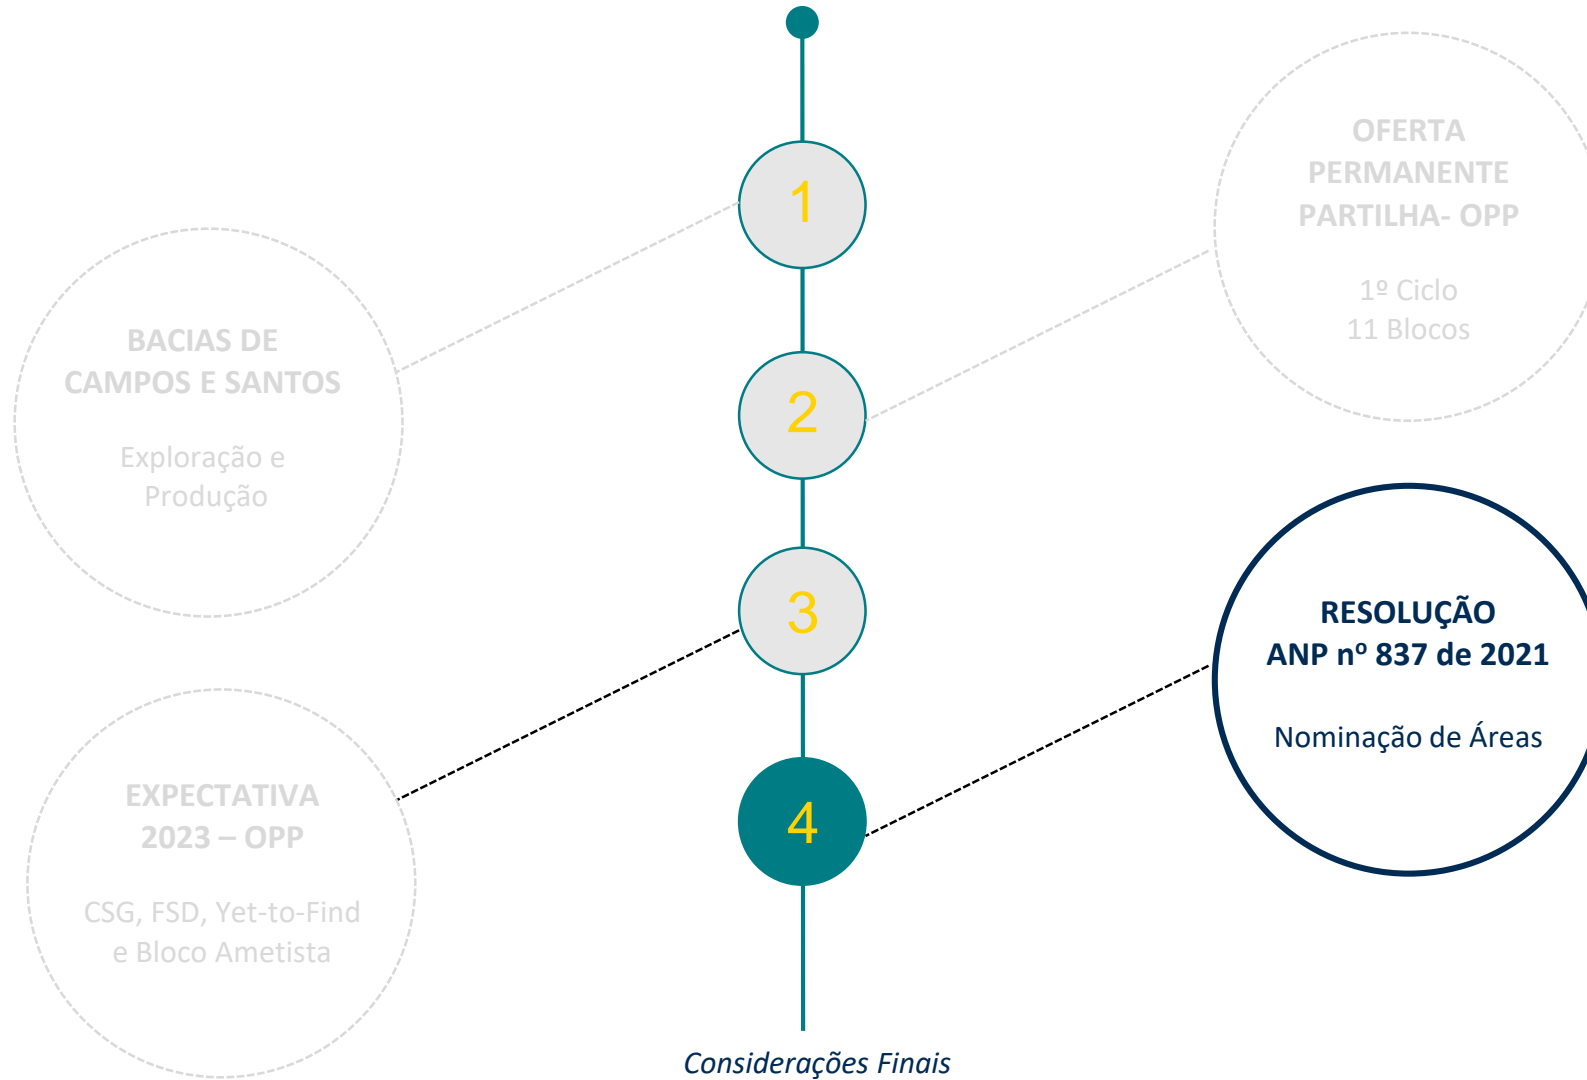 1
BACIAS DE
CAMPOS E SANTOS
Exploração e
Produção
2
OFERTA
PERMANENTE
PARTILHA- OPP
1º Ciclo
11 Blocos
3
EXPECTATIVA
2023 – OPP
CSG, FSD, Yet-to-Find
e Bloco Ametista
4
RESOLUÇÃO
ANP nº 837 de 2021
Nominação de Áreas
Considerações Finais